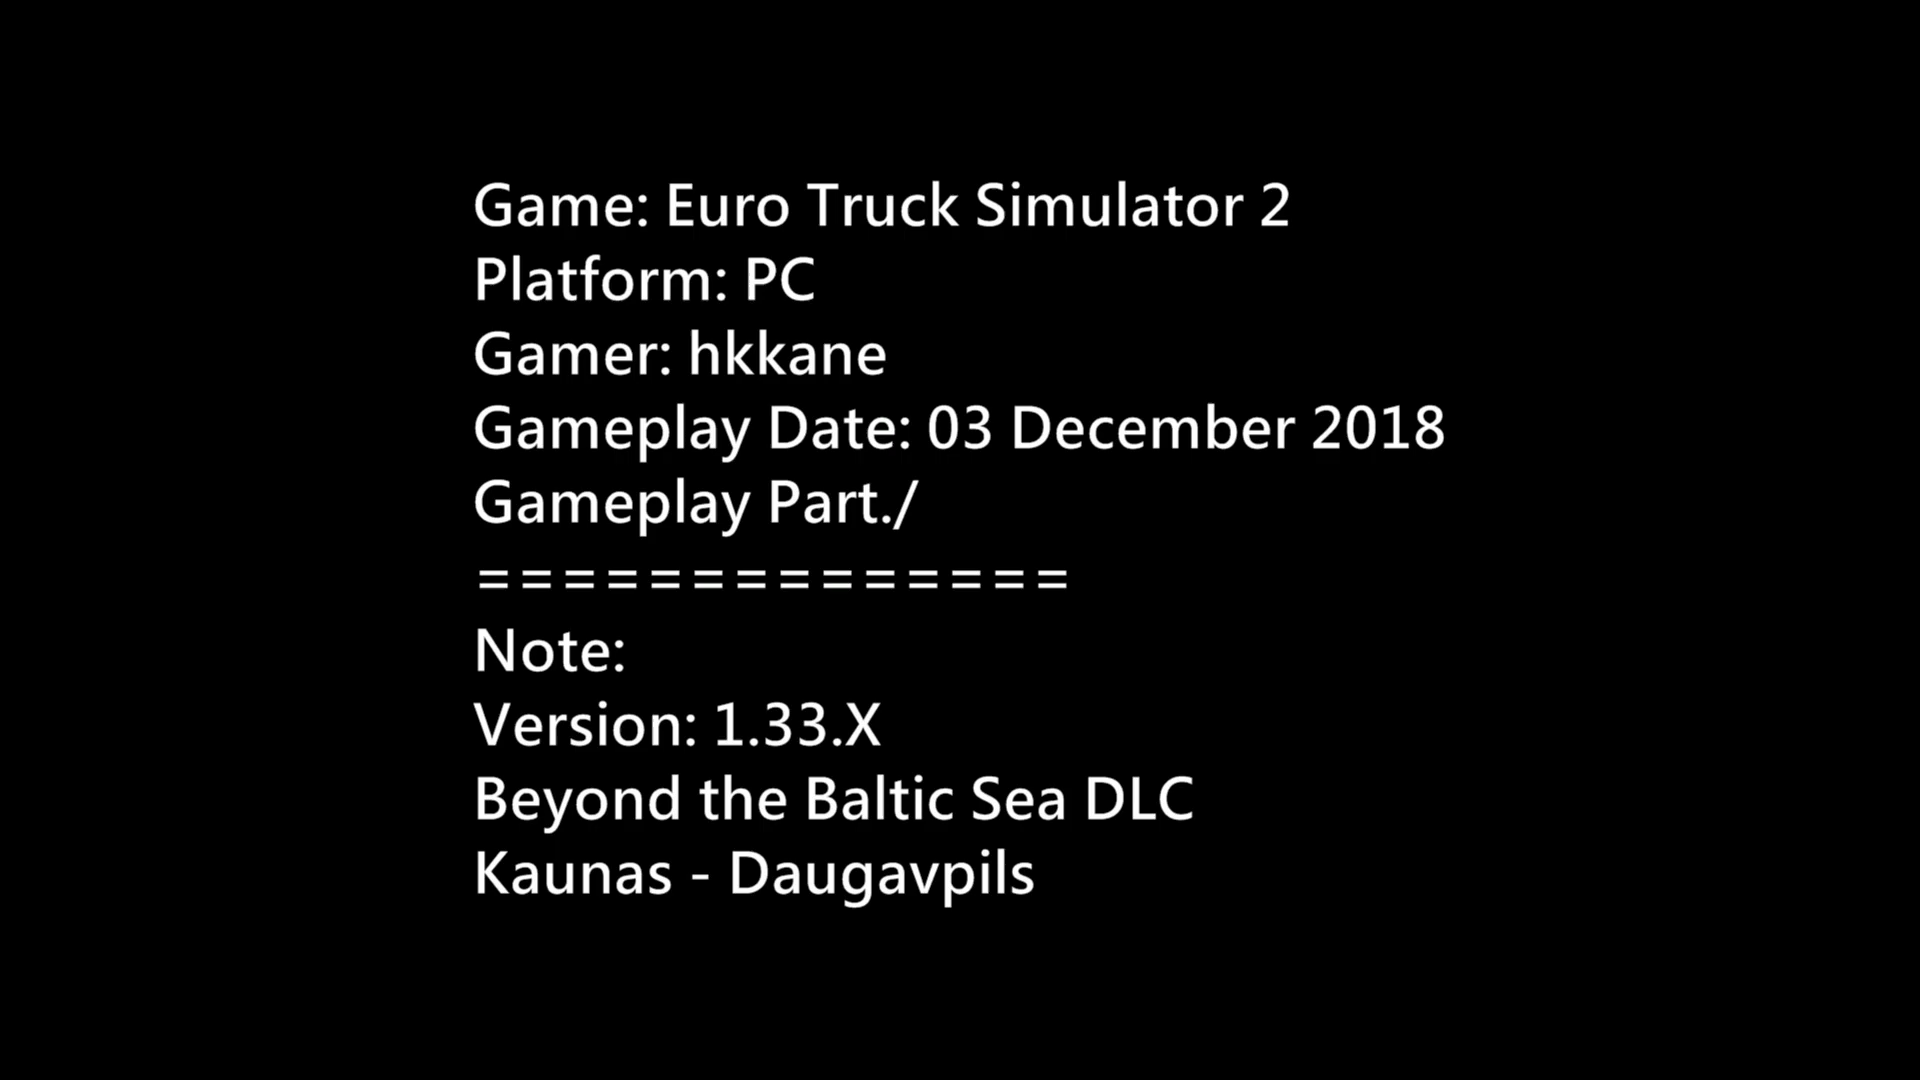 Game: Euro Truck Simulator 2
Platform: PC
Gamer: hkkane
Gameplay Date: 03 December 2018
Gameplay Part./
==============
Note:
Version: 1.33.X
Beyond the Baltic Sea DLC
Kaunas - Daugavpils